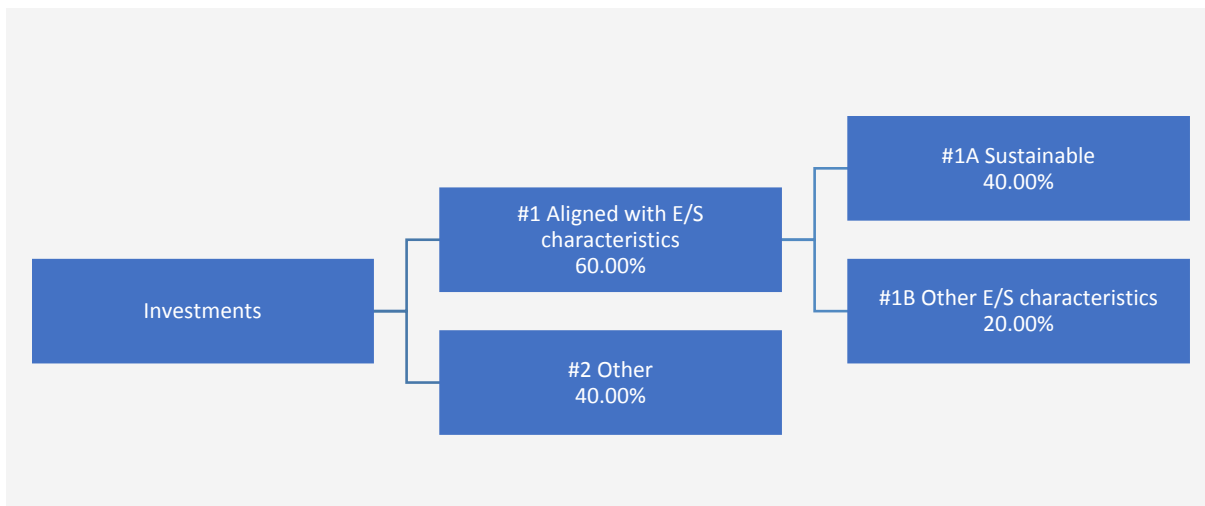 Investments
#1 Aligned with E/S
characteristics
60.00%
#2 Other
40.00%
#1A Sustainable
40.00%
#1B Other E/S characteristics
20.00%